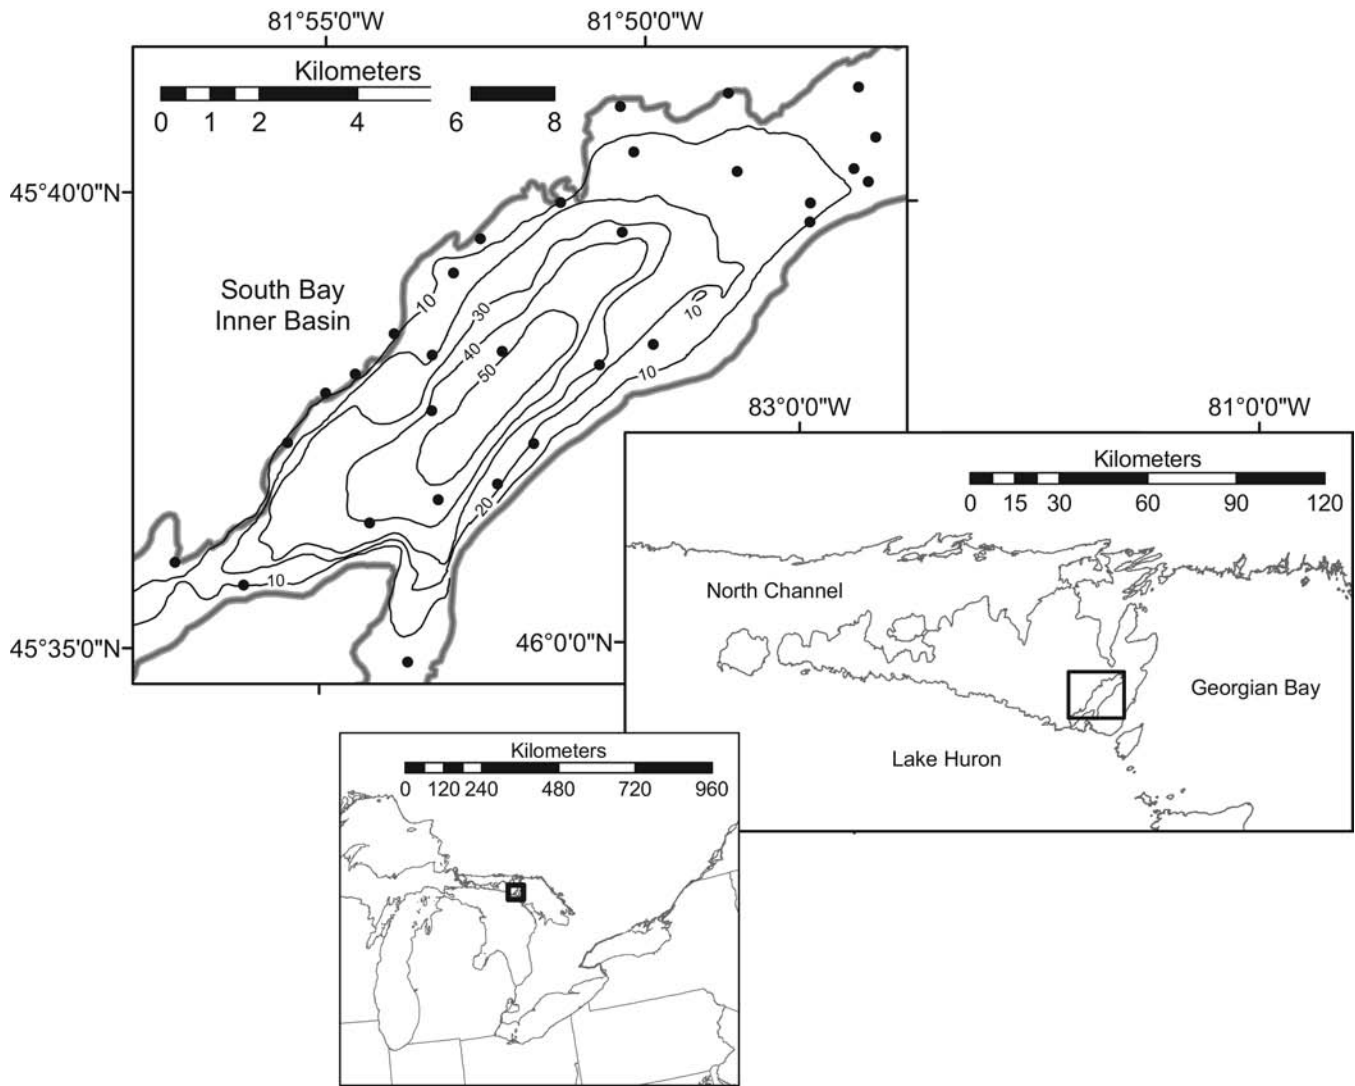 81°55'0"W 81°50'0"W
Kilometers
0 1 2 4 6 8
45°40'0"N
South Bay
Inner Basin
10
30
40
50
10
10
20
10
45°35'0"N
83°0'0"W 81°0'0"W
Kilometers
0 15 30 60 90 120
North Channel
46°0'0"N
Georgian Bay
Lake Huron
Kilometers
0 120 240 480 720 960